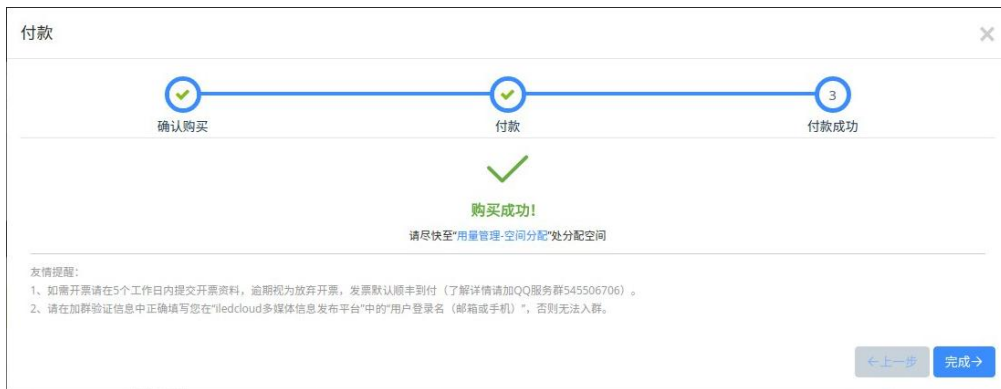 付款
×
3
确认购买
付款
付款成功
购买成功!
请尽快至"用量管理-空间分配"处分配空间
友情提醒:
1、如需开票请在5个工作日内提交开票资料，逾期视为放弃开票，发票默认顺丰到付（了解详情请加QQ服务群545506706）。
2、请在加群验证信息中正确填写您在"iledcloud多媒体信息发布平台"中的"用户登录名（邮箱或手机）"，否则无法入群。
←上一步
完成→